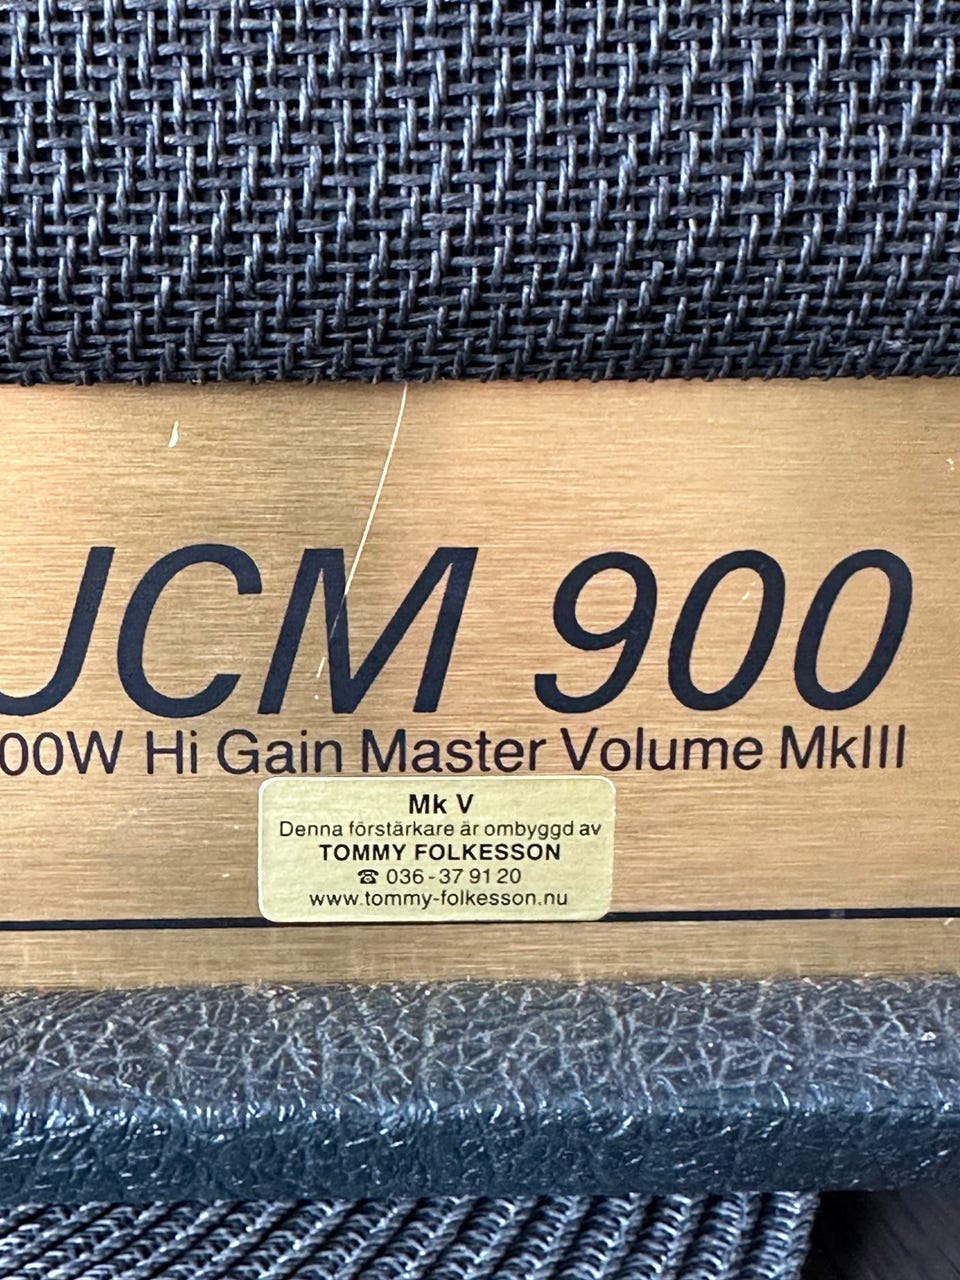 JCM 900
00W Hi Gain Master Volume MkIII
Mk V
Denna förstärkare är ombyggd av
TOMMY FOLKESSON
☎ 036-37 91 20
www.tommy-folkesson.nu